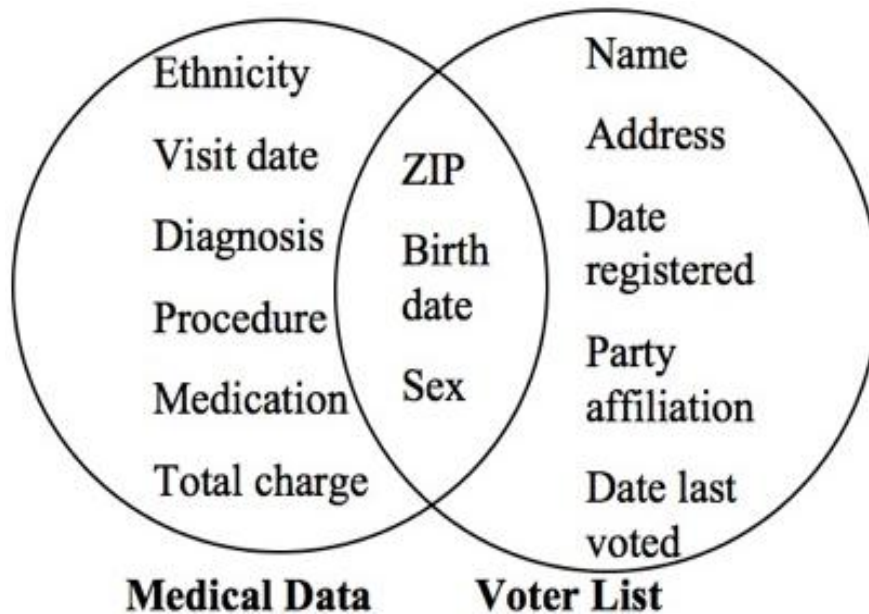 Ethnicity
Visit date
Diagnosis
Procedure
Medication
Total charge
ZIP
Birth
date
Sex
Name
Address
Date
registered
Party
affiliation
Date last
voted
Medical Data
Voter List